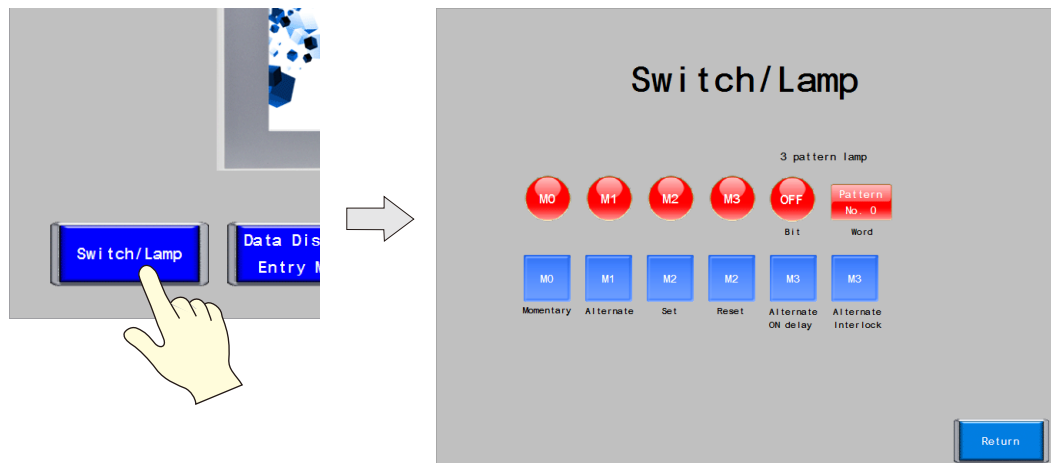 Switch/Lamp
Data Dis
Entry M
Switch/Lamp
3 pattern lamp
M0 M1 M2 M3 OFF Pattern
No. 0
Bit Word
M0 M1 M2 M2 M3 M3
Momentary Alternate Set Reset Alternate Alternate
ON delay Interlock
Return